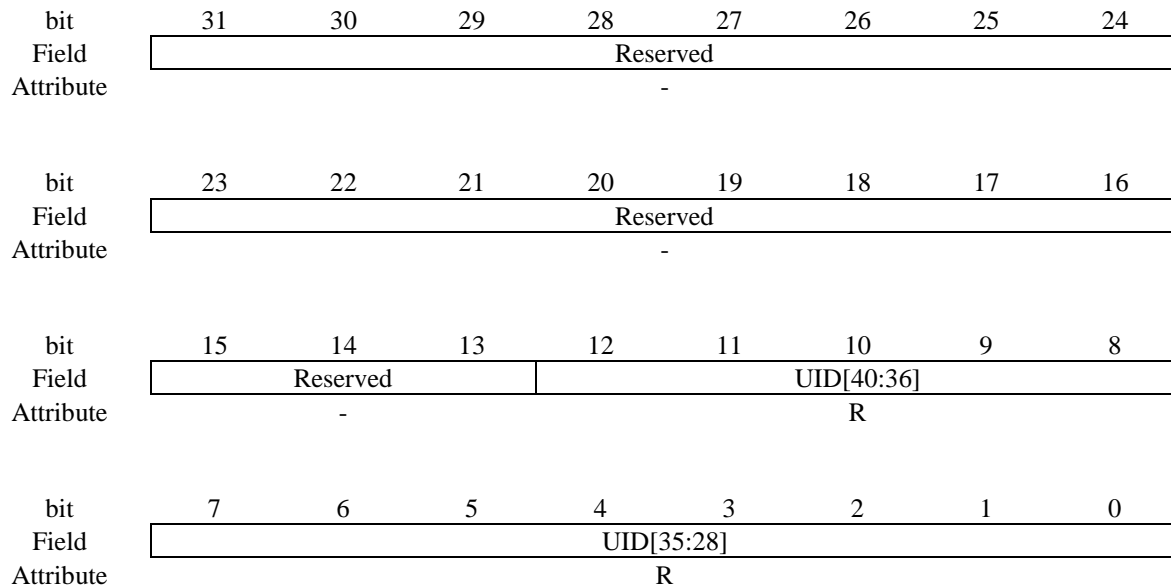 bit 31 30 29 28 27 26 25 24
Field Reserved
Attribute -
bit 23 22 21 20 19 18 17 16
Field Reserved
Attribute -
bit 15 14 13 12 11 10 9 8
Field Reserved UID[40:36]
Attribute - R
bit 7 6 5 4 3 2 1 0
Field UID[35:28]
Attribute R